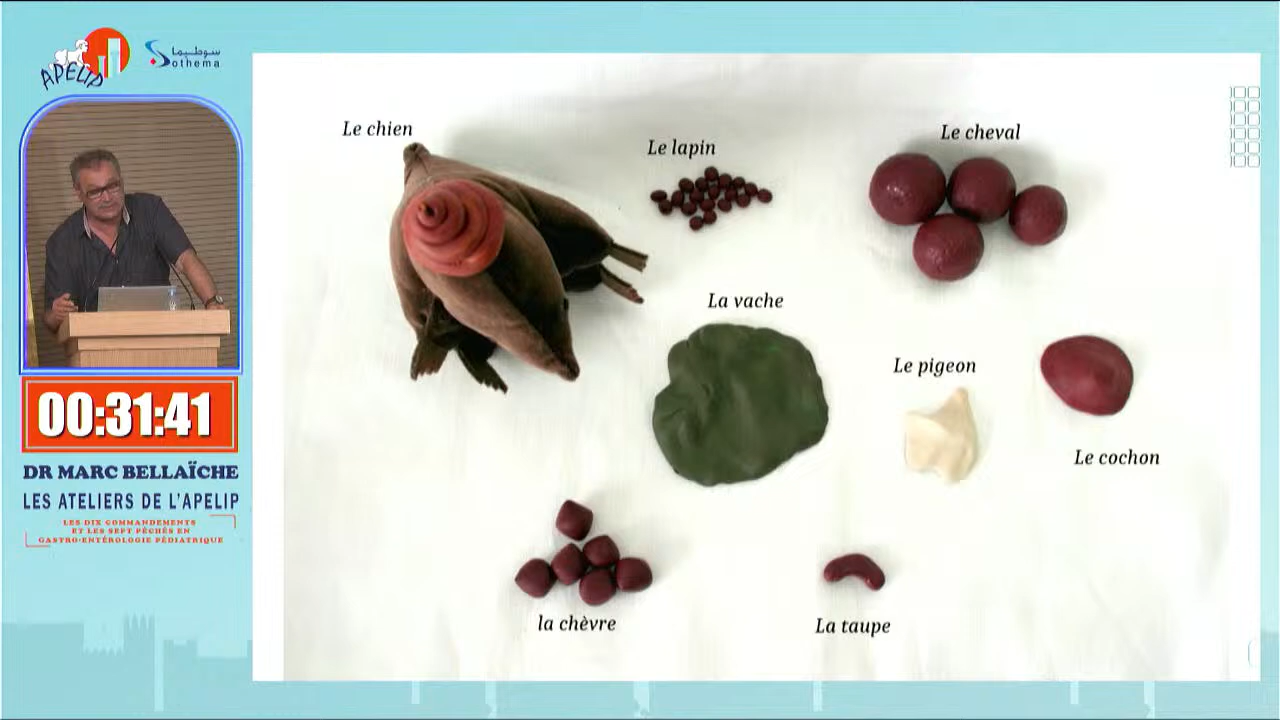 APELIP
سوطيما
Sothema
00:31:41
DR MARC BELLAÏCHE
LES ATELIERS DE L'APELIP
LES DIX COMMANDEMENTS
ET LES SEPT PÉCHÉS EN
GASTRO-ENTÉROLOGIE PÉDIATRIQUE
Le chien
Le lapin
Le cheval
La vache
Le pigeon
Le cochon
la chèvre
La taupe